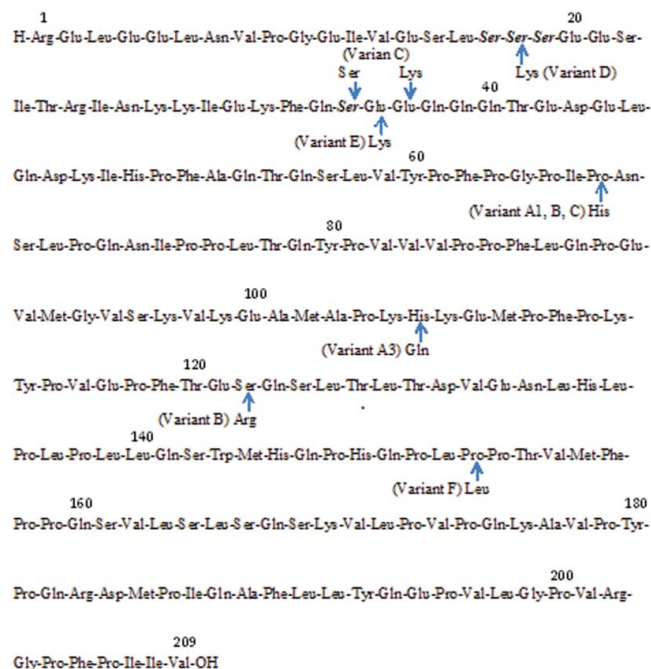 1 20
H-Arg-Glu-Leu-Glu-Glu-Leu-Asn-Val-Pro-Gly-Glu-Ile-Val-Glu-Ser-Leu-Ser-Ser-Ser-Glu-Glu-Ser-
(Varian C)
Ser Lys Lys (Variant D)
Ile-Thr-Arg-Ile-Asn-Lys-Lys-Ile-Glu-Lys-Phe-Gln-Ser-Glu-Glu-Gln-Gln-Gln-Thr-Glu-Asp-Glu-Leu-
40
(Variant E) Lys
60
Gln-Asp-Lys-Ile-His-Pro-Phe-Ala-Gln-Thr-Gln-Ser-Leu-Val-Tyr-Pro-Phe-Pro-Gly-Pro-Ile-Pro-Asn-
(Variant A1, B, C) His
Ser-Leu-Pro-Gln-Asn-Ile-Pro-Pro-Leu-Thr-Gln-Tyr-Pro-Val-Val-Val-Pro-Pro-Phe-Leu-Gln-Pro-Glu-
80
100
Val-Met-Gly-Val-Ser-Lys-Val-Lys-Glu-Ala-Met-Ala-Pro-Lys-His-Lys-Glu-Met-Pro-Phe-Pro-Lys-
(Variant A3) Gln
120
Tyr-Pro-Val-Glu-Pro-Phe-Thr-Glu-Ser-Gln-Ser-Leu-Thr-Leu-Thr-Asp-Val-Glu-Asn-Leu-His-Leu-
(Variant B) Arg
140
Pro-Leu-Pro-Leu-Leu-Gln-Ser-Trp-Met-His-Gln-Pro-His-Gln-Pro-Leu-Pro-Pro-Thr-Val-Met-Phe-
(Variant F) Leu
160 180
Pro-Pro-Gln-Ser-Val-Leu-Ser-Leu-Ser-Gln-Ser-Lys-Val-Leu-Pro-Val-Pro-Gln-Lys-Ala-Val-Pro-Tyr-
200
Pro-Gln-Arg-Asp-Met-Pro-Ile-Gln-Ala-Phe-Leu-Leu-Tyr-Gln-Glu-Pro-Val-Leu-Gly-Pro-Val-Arg-
209
Gly-Pro-Phe-Pro-Ile-Ile-Val-OH